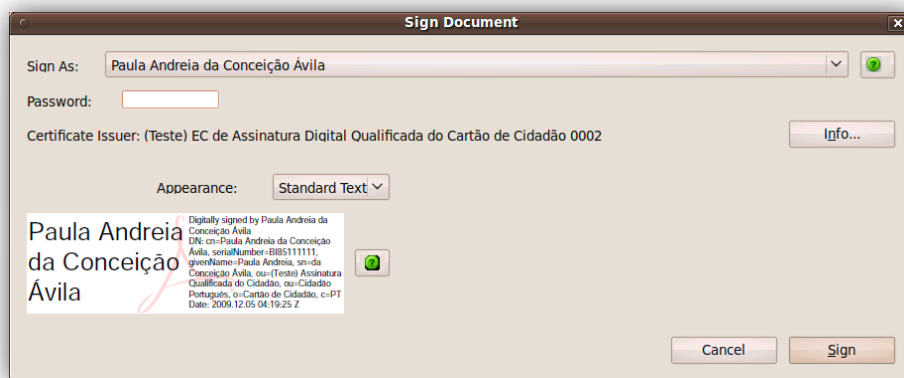 Sign Document
Sign As: Paula Andreia da Conceição Ávila
Password:
Certificate Issuer: (Teste) EC de Assinatura Digital Qualificada do Cartão de Cidadão 0002
Info...
Appearance: Standard Text
Paula Andreia
da Conceição
Ávila
Digitally signed by Paula Andreia da
Conceição Ávila
DN: cn=Paula Andreia da Conceição
Ávila, serialNumber=BI85111111,
givenName=Paula Andreia, sn=da
Conceição Ávila, ou=(Teste) Assinatura
Qualificada do Cidadão, ou=Cidadão
Português, o=Cartão de Cidadão, c=PT
Date: 2009.12.05 04:19:25 Z
Cancel
Sign